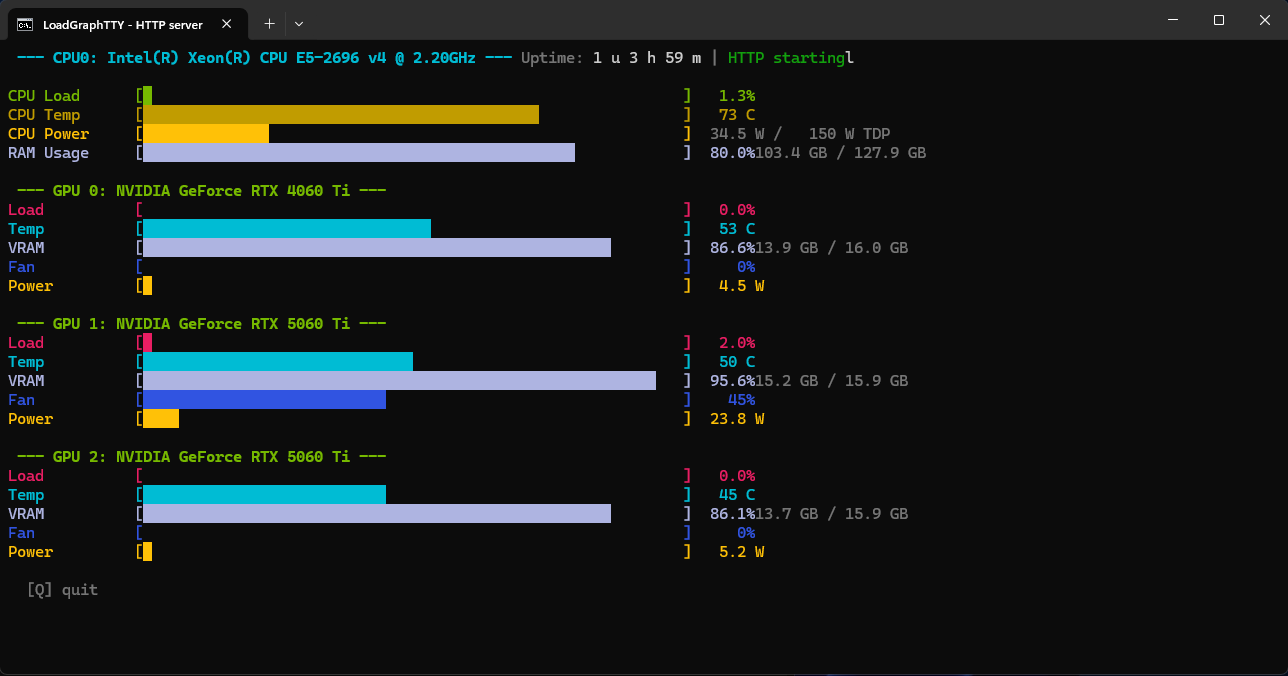 LoadGraphTTY - HTTP server
--- CPU0: Intel(R) Xeon(R) CPU E5-2696 v4 @ 2.20GHz --- Uptime: 1 u 3 h 59 m | HTTP startingl
CPU Load [ ] 1.3%
CPU Temp [ ] 73 C
CPU Power [ ] 34.5 W / 150 W TDP
RAM Usage [ ] 80.0%103.4 GB / 127.9 GB
--- GPU 0: NVIDIA GeForce RTX 4060 Ti ---
Load [ ] 0.0%
Temp [ ] 53 C
VRAM [ ] 86.6%13.9 GB / 16.0 GB
Fan [ ] 0%
Power [ ] 4.5 W
--- GPU 1: NVIDIA GeForce RTX 5060 Ti ---
Load [ ] 2.0%
Temp [ ] 50 C
VRAM [ ] 95.6%15.2 GB / 15.9 GB
Fan [ ] 45%
Power [ ] 23.8 W
--- GPU 2: NVIDIA GeForce RTX 5060 Ti ---
Load [ ] 0.0%
Temp [ ] 45 C
VRAM [ ] 86.1%13.7 GB / 15.9 GB
Fan [ ] 0%
Power [ ] 5.2 W
[Q] quit